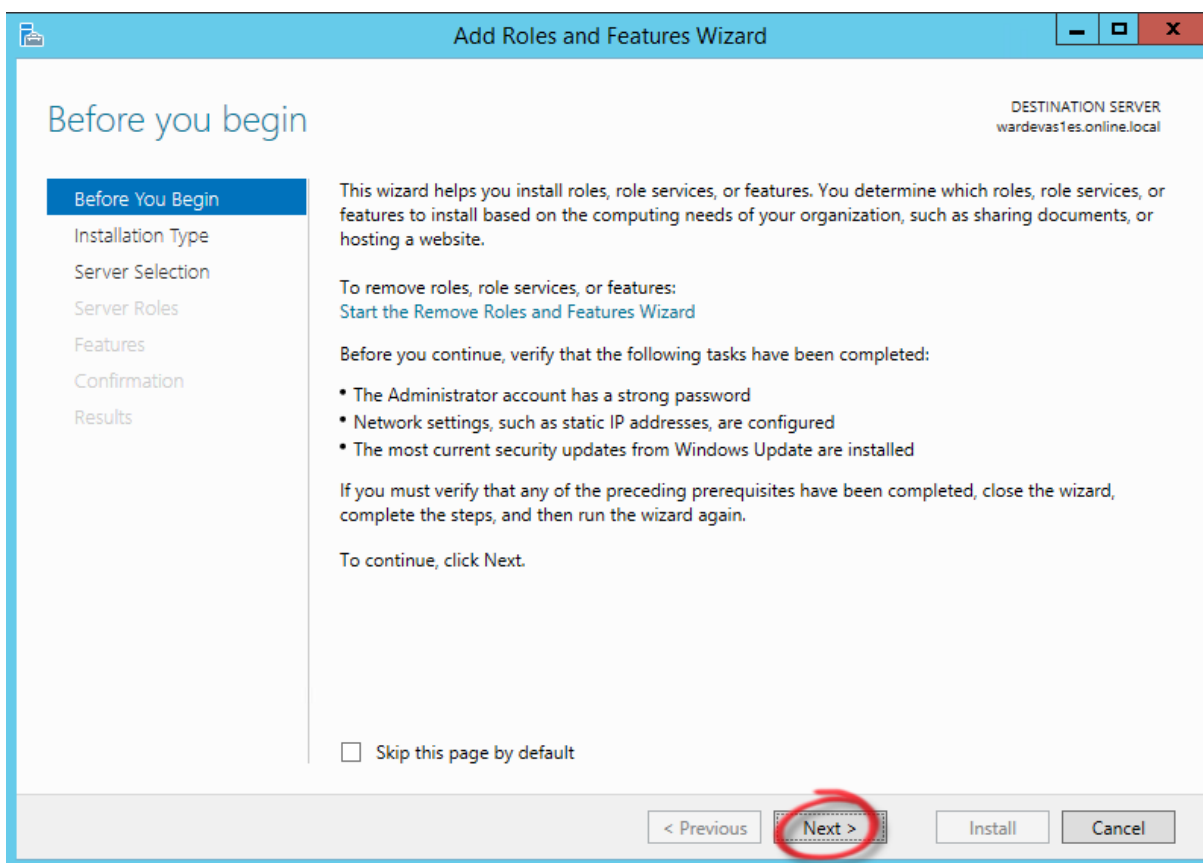 Add Roles and Features Wizard
x
Before you begin
DESTINATION SERVER
wardevas1es.online.local
Before You Begin
Installation Type
Server Selection
Server Roles
Features
Confirmation
Results
This wizard helps you install roles, role services, or features. You determine which roles, role services, or
features to install based on the computing needs of your organization, such as sharing documents, or
hosting a website.
To remove roles, role services, or features:
Start the Remove Roles and Features Wizard
Before you continue, verify that the following tasks have been completed:
• The Administrator account has a strong password
• Network settings, such as static IP addresses, are configured
• The most current security updates from Windows Update are installed
If you must verify that any of the preceding prerequisites have been completed, close the wizard,
complete the steps, and then run the wizard again.
To continue, click Next.
Skip this page by default
< Previous
Next >
Install
Cancel